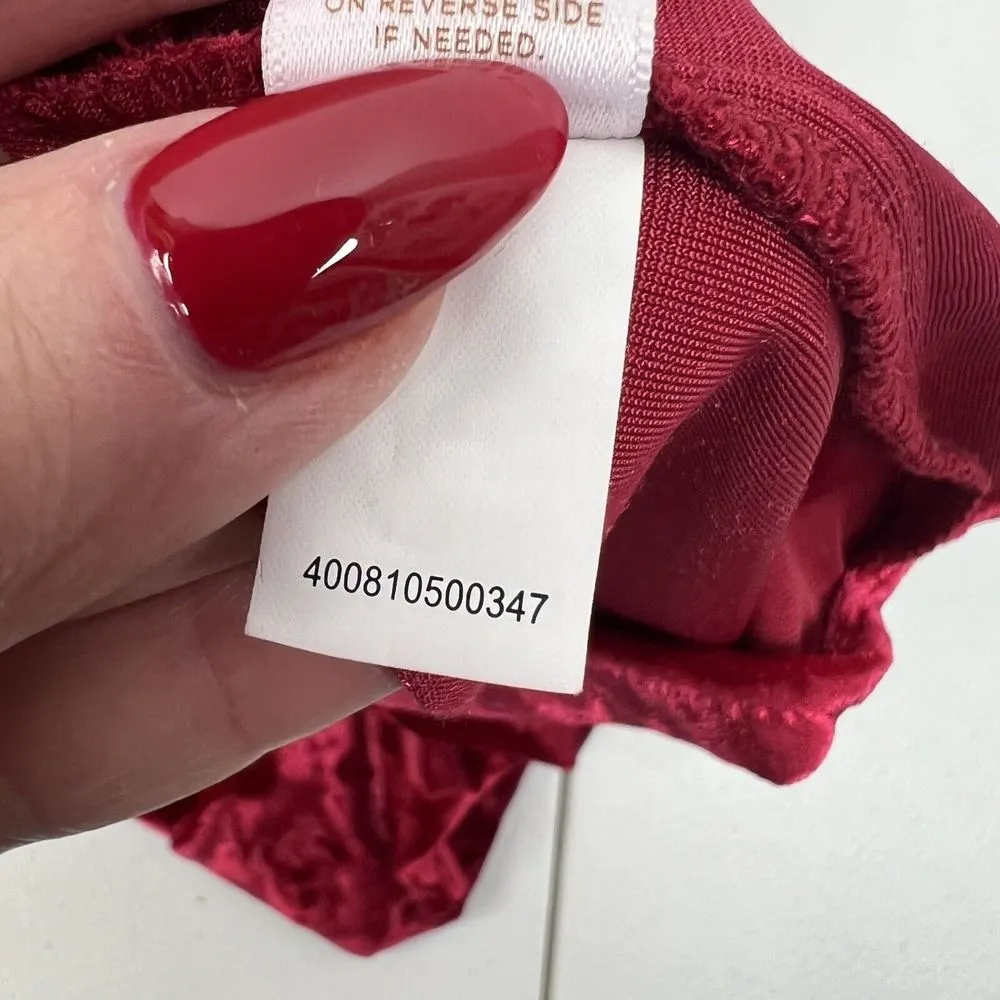 ON REVERSE SIDE
IF NEEDED.
400810500347